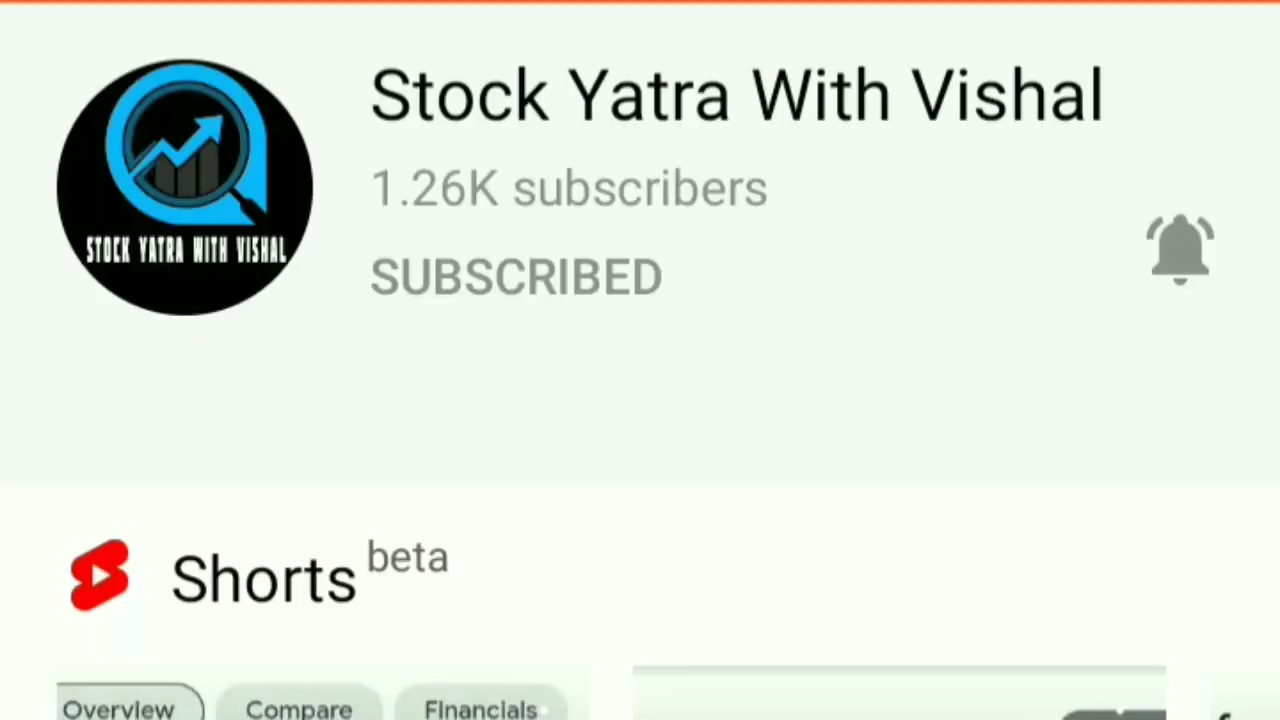 Stock Yatra With Vishal
1.26K subscribers
SUBSCRIBED
STOCK YATRA WITH VISHAL
Shorts beta
Overview Compare Financials